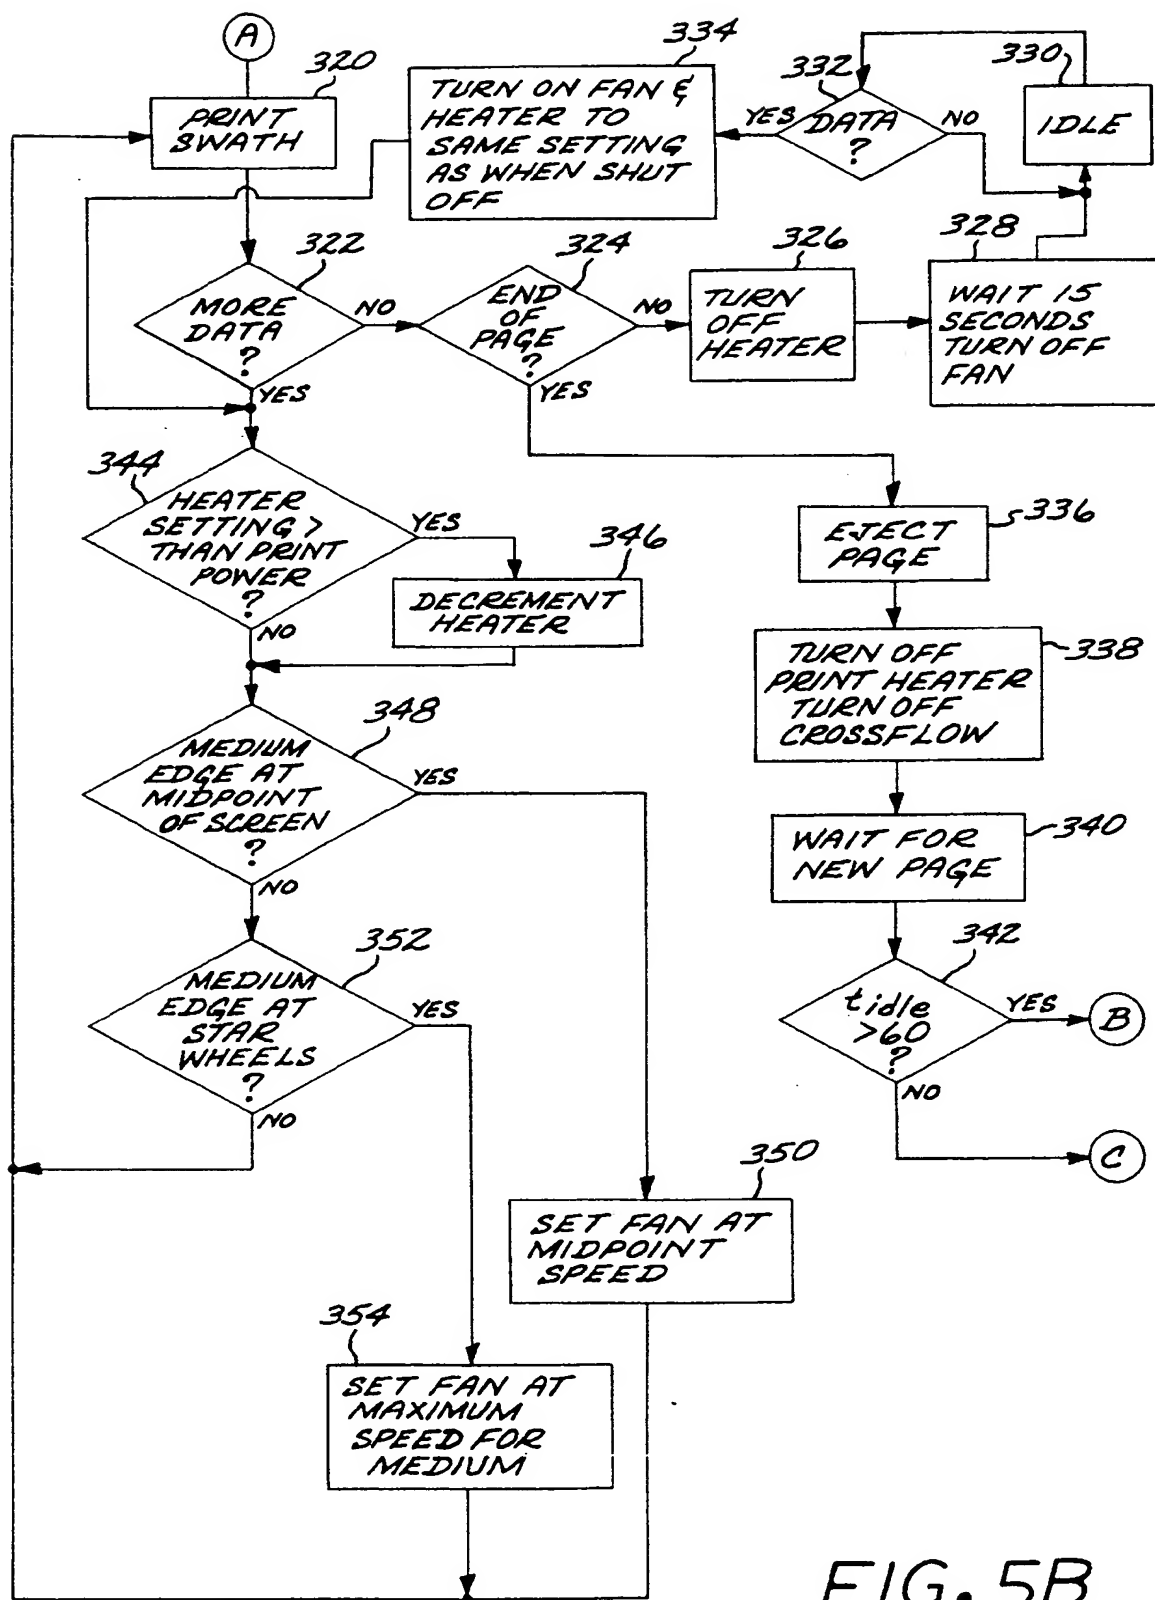 A
320
PRINT
SWATH
334
TURN ON FAN &
HEATER TO
SAME SETTING
AS WHEN SHUT
OFF
YES
332
DATA
?
NO
330
IDLE
322
MORE
DATA
?
NO
YES
324
END
OF
PAGE
?
NO
YES
326
TURN
OFF
HEATER
328
WAIT 15
SECONDS
TURN OFF
FAN
344
HEATER
SETTING >
THAN PRINT
POWER
?
YES
NO
346
DECREMENT
HEATER
336
EJECT
PAGE
338
TURN OFF
PRINT HEATER
TURN OFF
CROSSFLOW
340
WAIT FOR
NEW PAGE
342
tidle
>60
?
YES
B
NO
C
348
MEDIUM
EDGE AT
MIDPOINT
OF SCREEN
?
YES
NO
352
MEDIUM
EDGE AT
STAR
WHEELS
?
YES
NO
350
SET FAN AT
MIDPOINT
SPEED
354
SET FAN AT
MAXIMUM
SPEED FOR
MEDIUM
FIG. 5B